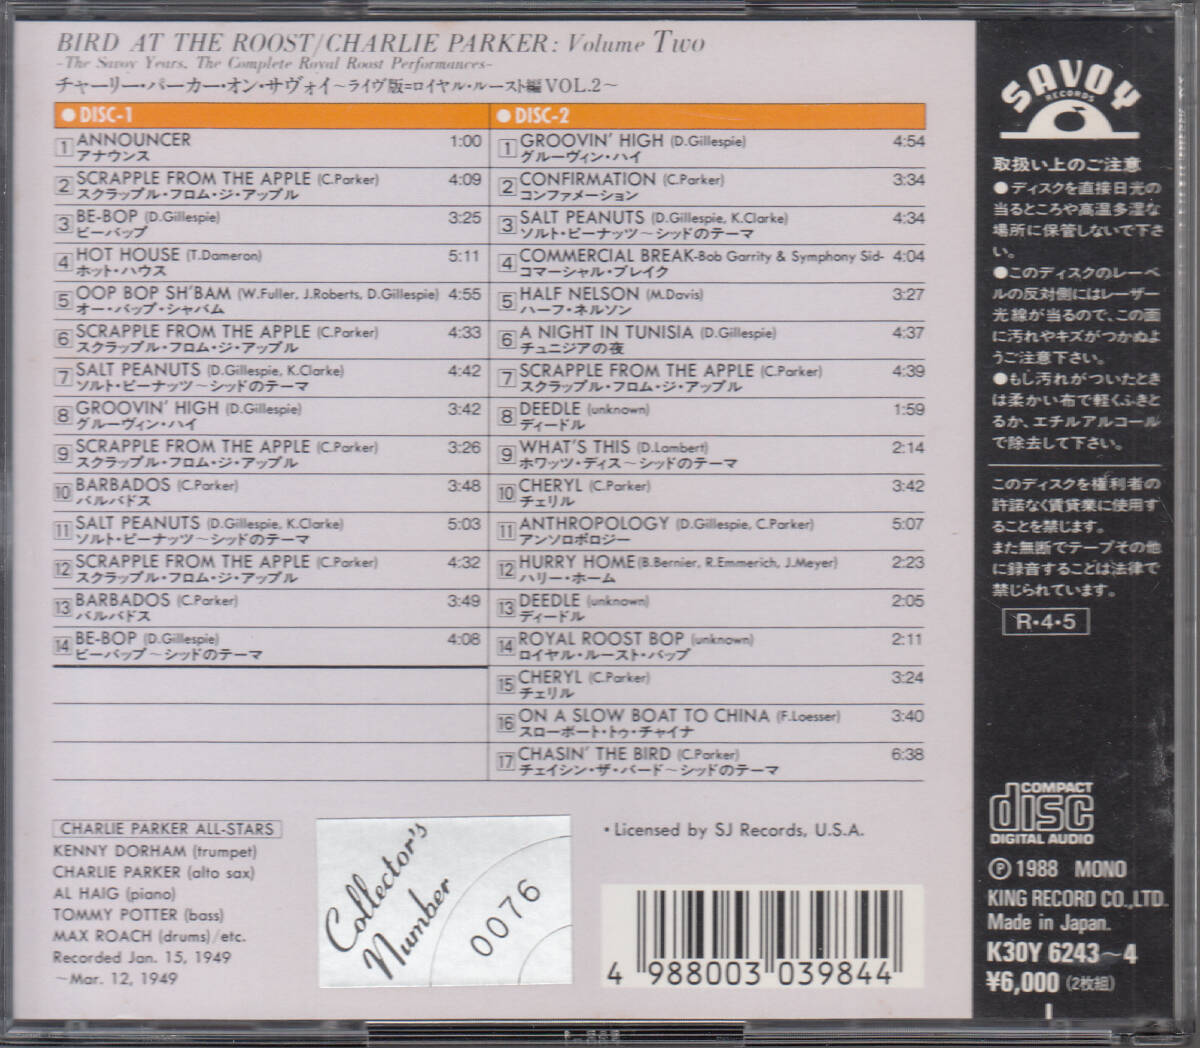 BIRD AT THE ROOST/CHARLIE PARKER: Volume Two
-The Savoy Years, The Complete Royal Roost Performances-
チャーリー・パーカー・オン・サヴォイ～ライヴ版=ロイヤル・ルースト編VOL.2～
●DISC-1
1 ANNOUNCER 1:00
アナウンス
2 SCRAPPLE FROM THE APPLE (C.Parker) 4:09
スクラップル・フロム・ジ・アップル
3 BE-BOP (D.Gillespie) 3:25
ビーバップ
4 HOT HOUSE (T.Dameron) 5:11
ホット・ハウス
5 OOP BOP SH'BAM (W.Fuller, J.Roberts, D.Gillespie) 4:55
オー・バップ・シャバム
6 SCRAPPLE FROM THE APPLE (C.Parker) 4:33
スクラップル・フロム・ジ・アップル
7 SALT PEANUTS (D.Gillespie, K.Clarke) 4:42
ソルト・ピーナッツ～シッドのテーマ
8 GROOVIN' HIGH (D.Gillespie) 3:42
グルーヴィン・ハイ
9 SCRAPPLE FROM THE APPLE (C.Parker) 3:26
スクラップル・フロム・ジ・アップル
10 BARBADOS (C.Parker) 3:48
バルバドス
11 SALT PEANUTS (D.Gillespie, K.Clarke) 5:03
ソルト・ピーナッツ～シッドのテーマ
12 SCRAPPLE FROM THE APPLE (C.Parker) 4:32
スクラップル・フロム・ジ・アップル
13 BARBADOS (C.Parker) 3:49
バルバドス
14 BE-BOP (D.Gillespie) 4:08
ビーバップ～シッドのテーマ
●DISC-2
1 GROOVIN' HIGH (D.Gillespie) 4:54
グルーヴィン・ハイ
2 CONFIRMATION (C.Parker) 3:34
コンファメーション
3 SALT PEANUTS (D.Gillespie, K.Clarke) 4:34
ソルト・ピーナッツ～シッドのテーマ
4 COMMERCIAL BREAK-Bob Garrity & Symphony Sid- 4:04
コマーシャル・ブレイク
5 HALF NELSON (M.Davis) 3:27
ハーフ・ネルソン
6 A NIGHT IN TUNISIA (D.Gillespie) 4:37
チュニジアの夜
7 SCRAPPLE FROM THE APPLE (C.Parker) 4:39
スクラップル・フロム・ジ・アップル
8 DEEDLE (unknown) 1:59
ディードル
9 WHAT'S THIS (D.Lambert) 2:14
ホワッツ・ディス～シッドのテーマ
10 CHERYL (C.Parker) 3:42
チェリル
11 ANTHROPOLOGY (D.Gillespie, C.Parker) 5:07
アンソロポロジー
12 HURRY HOME(B.Bernier, R.Emmerich, J.Meyer) 2:23
ハリー・ホーム
13 DEEDLE (unknown) 2:05
ディードル
14 ROYAL ROOST BOP (unknown) 2:11
ロイヤル・ルースト・バップ
15 CHERYL (C.Parker) 3:24
チェリル
16 ON A SLOW BOAT TO CHINA (F.Loesser) 3:40
スローボート・トゥ・チャイナ
17 CHASIN' THE BIRD (C.Parker) 6:38
チェイシン・ザ・バード～シッドのテーマ
CHARLIE PARKER ALL-STARS
KENNY DORHAM (trumpet)
CHARLIE PARKER (alto sax)
AL HAIG (piano)
TOMMY POTTER (bass)
MAX ROACH (drums)/etc.
Recorded Jan. 15, 1949
～Mar. 12, 1949
Collector's
Number
0076
・Licensed by SJ Records, U.S.A.
4 988003 039844
SAVOY
RECORDS
取扱い上のご注意
●ディスクを直接日光の
当るところや高温多湿な
場所に保管しないで下さ
い。
●このディスクのレーベ
ルの反対側にはレーザー
光線が当るので、この面
に汚れやキズがつかぬよ
うご注意下さい。
●もし汚れがついたとき
は柔かい布で軽くふきと
るか、エチルアルコール
で除去して下さい。
このディスクを権利者の
許諾なく賃貸業に使用す
ることを禁じます。
また無断でテープその他
に録音することは法律で
禁じられています。
R・4・5
COMPACT
disc
DIGITAL AUDIO
℗1988 MONO
KING RECORD CO.,LTD.
Made in Japan.
K30Y 6243～4
¥6,000 (2枚組)
I